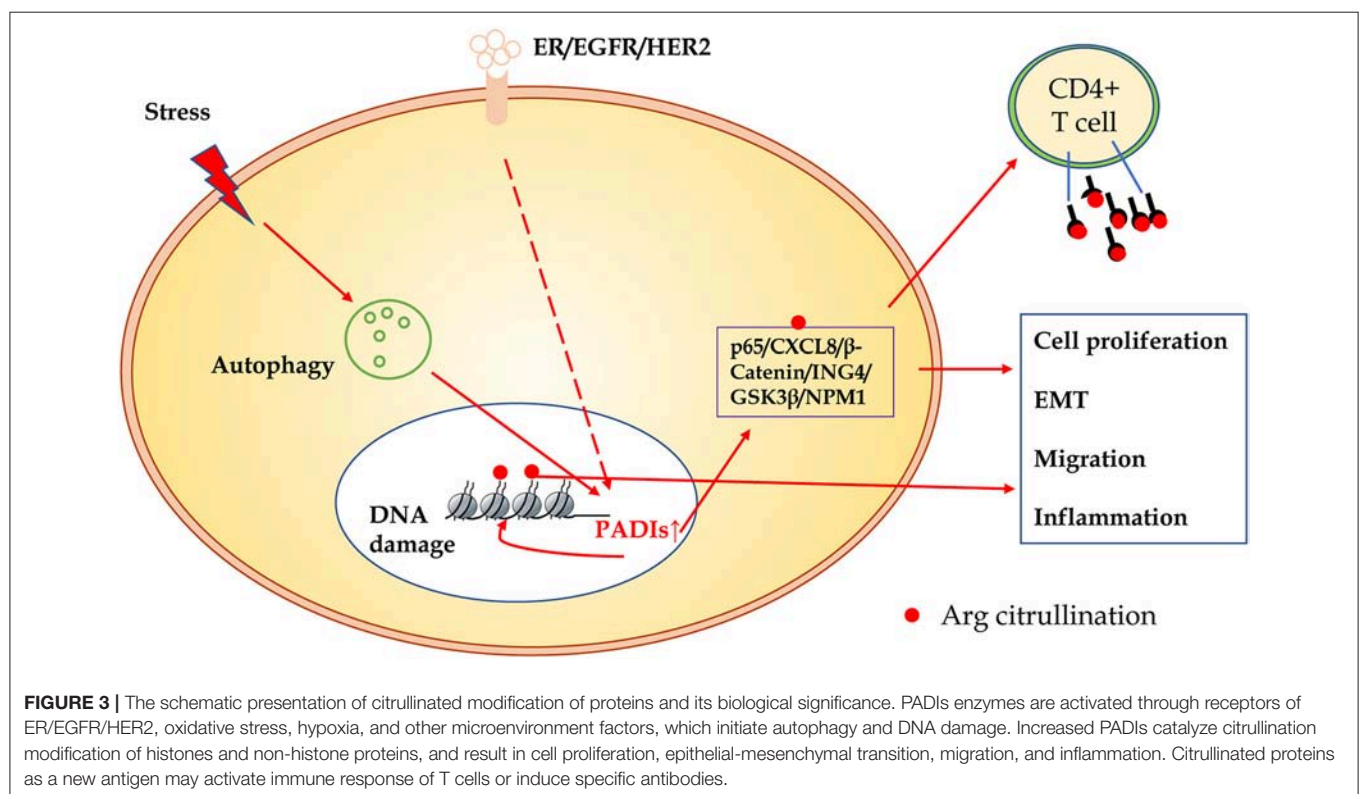 ER/EGFR/HER2
Stress
CD4+
T cell
Autophagy
p65/CXCL8/β-
Catenin/ING4/
GSK3β/NPM1
Cell proliferation
EMT
Migration
Inflammation
DNA
damage
PADIs↑
Arg citrullination
FIGURE 3 | The schematic presentation of citrullinated modification of proteins and its biological significance. PADIs enzymes are activated through receptors of
ER/EGFR/HER2, oxidative stress, hypoxia, and other microenvironment factors, which initiate autophagy and DNA damage. Increased PADIs catalyze citrullination
modification of histones and non-histone proteins, and result in cell proliferation, epithelial-mesenchymal transition, migration, and inflammation. Citrullinated proteins
as a new antigen may activate immune response of T cells or induce specific antibodies.